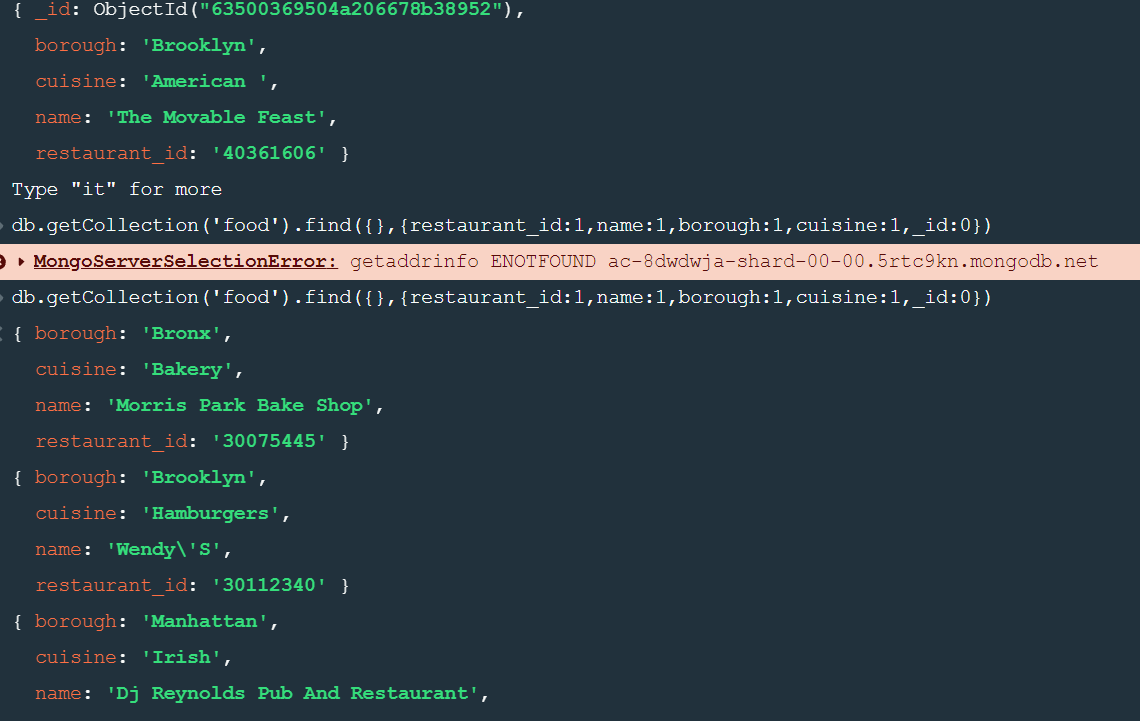 { _id: ObjectId("63500369504a206678b38952"),
borough: 'Brooklyn',
cuisine: 'American ',
name: 'The Movable Feast',
restaurant_id: '40361606' }
Type "it" for more
db.getCollection('food').find({},{restaurant_id:1,name:1,borough:1,cuisine:1,_id:0})
MongoServerSelectionError: getaddrinfo ENOTFOUND ac-8dwdwja-shard-00-00.5rtc9kn.mongodb.net
db.getCollection('food').find({},{restaurant_id:1,name:1,borough:1,cuisine:1,_id:0})
{ borough: 'Bronx',
cuisine: 'Bakery',
name: 'Morris Park Bake Shop',
restaurant_id: '30075445' }
{ borough: 'Brooklyn',
cuisine: 'Hamburgers',
name: 'Wendy\'S',
restaurant_id: '30112340' }
{ borough: 'Manhattan',
cuisine: 'Irish',
name: 'Dj Reynolds Pub And Restaurant',